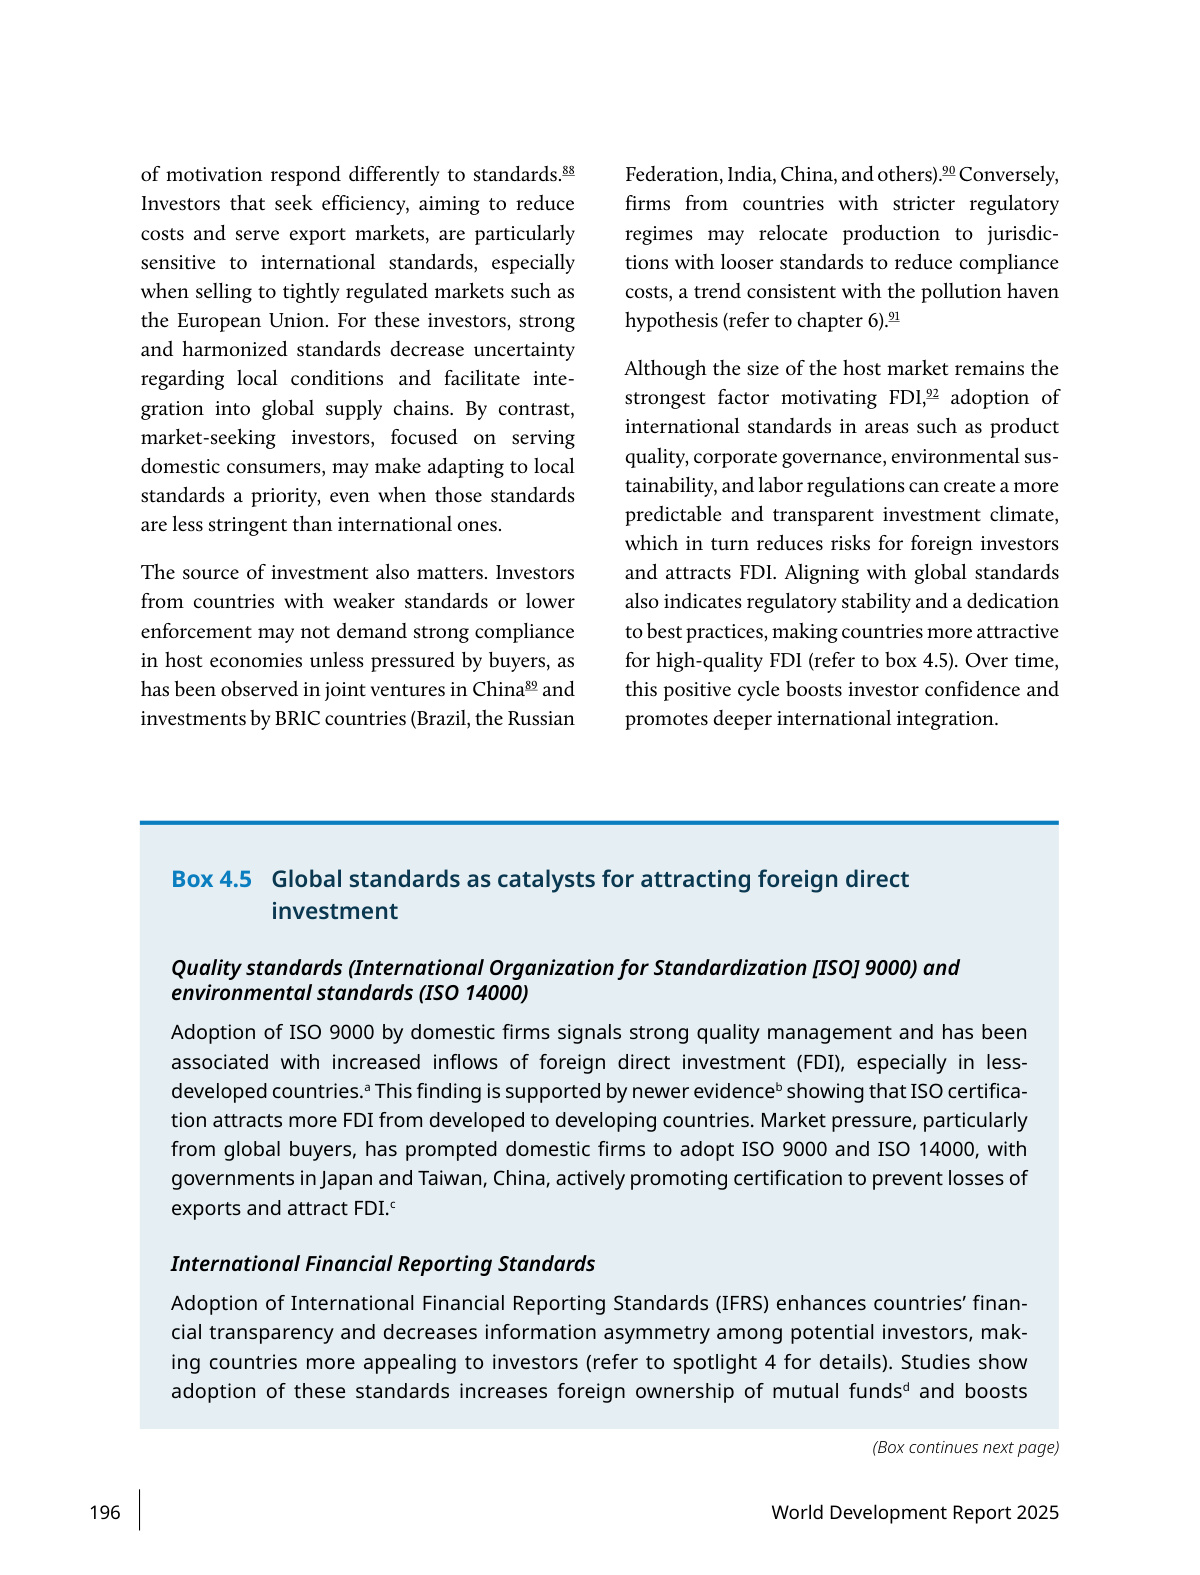 of motivation respond differently to standards.88
Investors that seek efficiency, aiming to reduce
costs and serve export markets, are particularly
sensitive to international standards, especially
when selling to tightly regulated markets such as
the European Union. For these investors, strong
and harmonized standards decrease uncertainty
regarding local conditions and facilitate inte-
gration into global supply chains. By contrast,
market-seeking investors, focused on serving
domestic consumers, may make adapting to local
standards a priority, even when those standards
are less stringent than international ones.
The source of investment also matters. Investors
from countries with weaker standards or lower
enforcement may not demand strong compliance
in host economies unless pressured by buyers, as
has been observed in joint ventures in China89 and
investments by BRIC countries (Brazil, the Russian
Federation, India, China, and others).90 Conversely,
firms from countries with stricter regulatory
regimes may relocate production to jurisdic-
tions with looser standards to reduce compliance
costs, a trend consistent with the pollution haven
hypothesis (refer to chapter 6).91
Although the size of the host market remains the
strongest factor motivating FDI,92 adoption of
international standards in areas such as product
quality, corporate governance, environmental sus-
tainability, and labor regulations can create a more
predictable and transparent investment climate,
which in turn reduces risks for foreign investors
and attracts FDI. Aligning with global standards
also indicates regulatory stability and a dedication
to best practices, making countries more attractive
for high-quality FDI (refer to box 4.5). Over time,
this positive cycle boosts investor confidence and
promotes deeper international integration.
Box 4.5 Global standards as catalysts for attracting foreign direct
investment
Quality standards (International Organization for Standardization [ISO] 9000) and
environmental standards (ISO 14000)
Adoption of ISO 9000 by domestic firms signals strong quality management and has been
associated with increased inflows of foreign direct investment (FDI), especially in less-
developed countries.a This finding is supported by newer evidenceb showing that ISO certifica-
tion attracts more FDI from developed to developing countries. Market pressure, particularly
from global buyers, has prompted domestic firms to adopt ISO 9000 and ISO 14000, with
governments in Japan and Taiwan, China, actively promoting certification to prevent losses of
exports and attract FDI.c
International Financial Reporting Standards
Adoption of International Financial Reporting Standards (IFRS) enhances countries’ finan-
cial transparency and decreases information asymmetry among potential investors, mak-
ing countries more appealing to investors (refer to spotlight 4 for details). Studies show
adoption of these standards increases foreign ownership of mutual fundsd and boosts
(Box continues next page)
196
World Development Report 2025